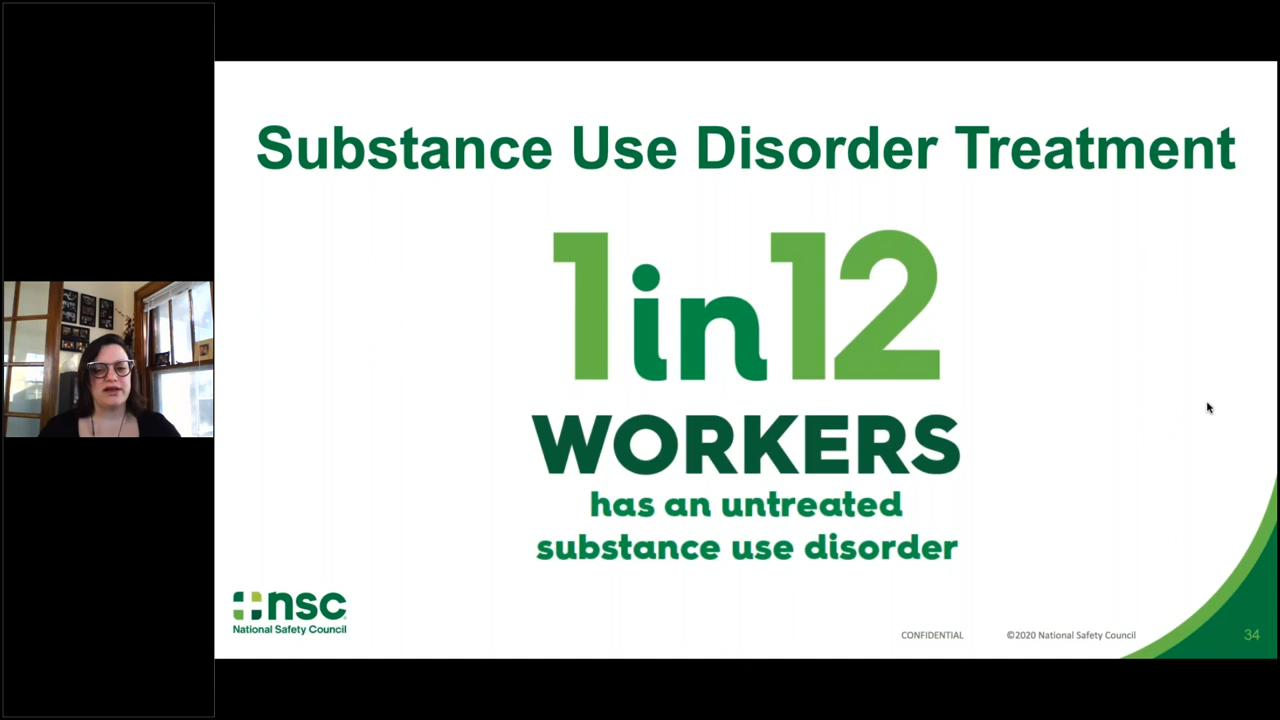 Substance Use Disorder Treatment
1in12
WORKERS
has an untreated
substance use disorder
nsc
National Safety Council
CONFIDENTIAL
©2020 National Safety Council
34